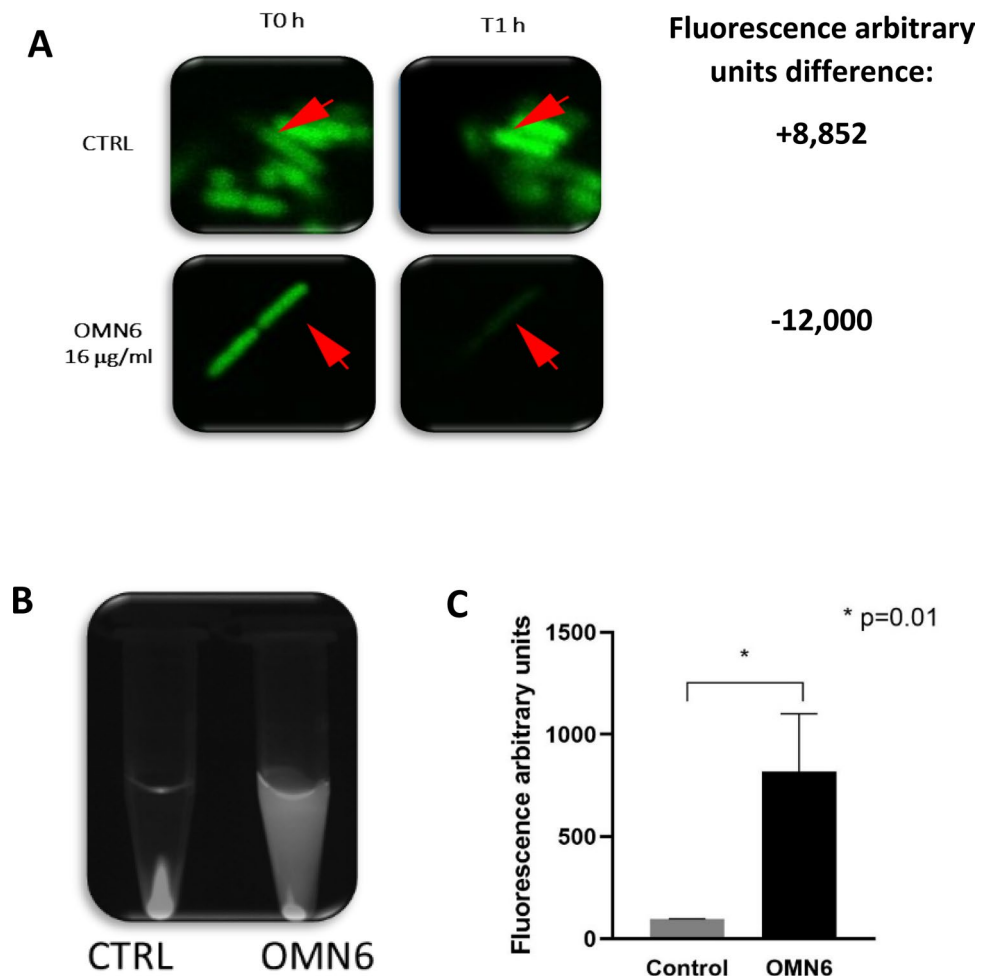 A
T0 h
T1 h
Fluorescence arbitrary
units difference:
CTRL
+8,852
OMN6
16 µg/ml
-12,000
B
CTRL
OMN6
C
* p=0.01
*
Fluorescence arbitrary units
1500
1000
500
0
Control
OMN6